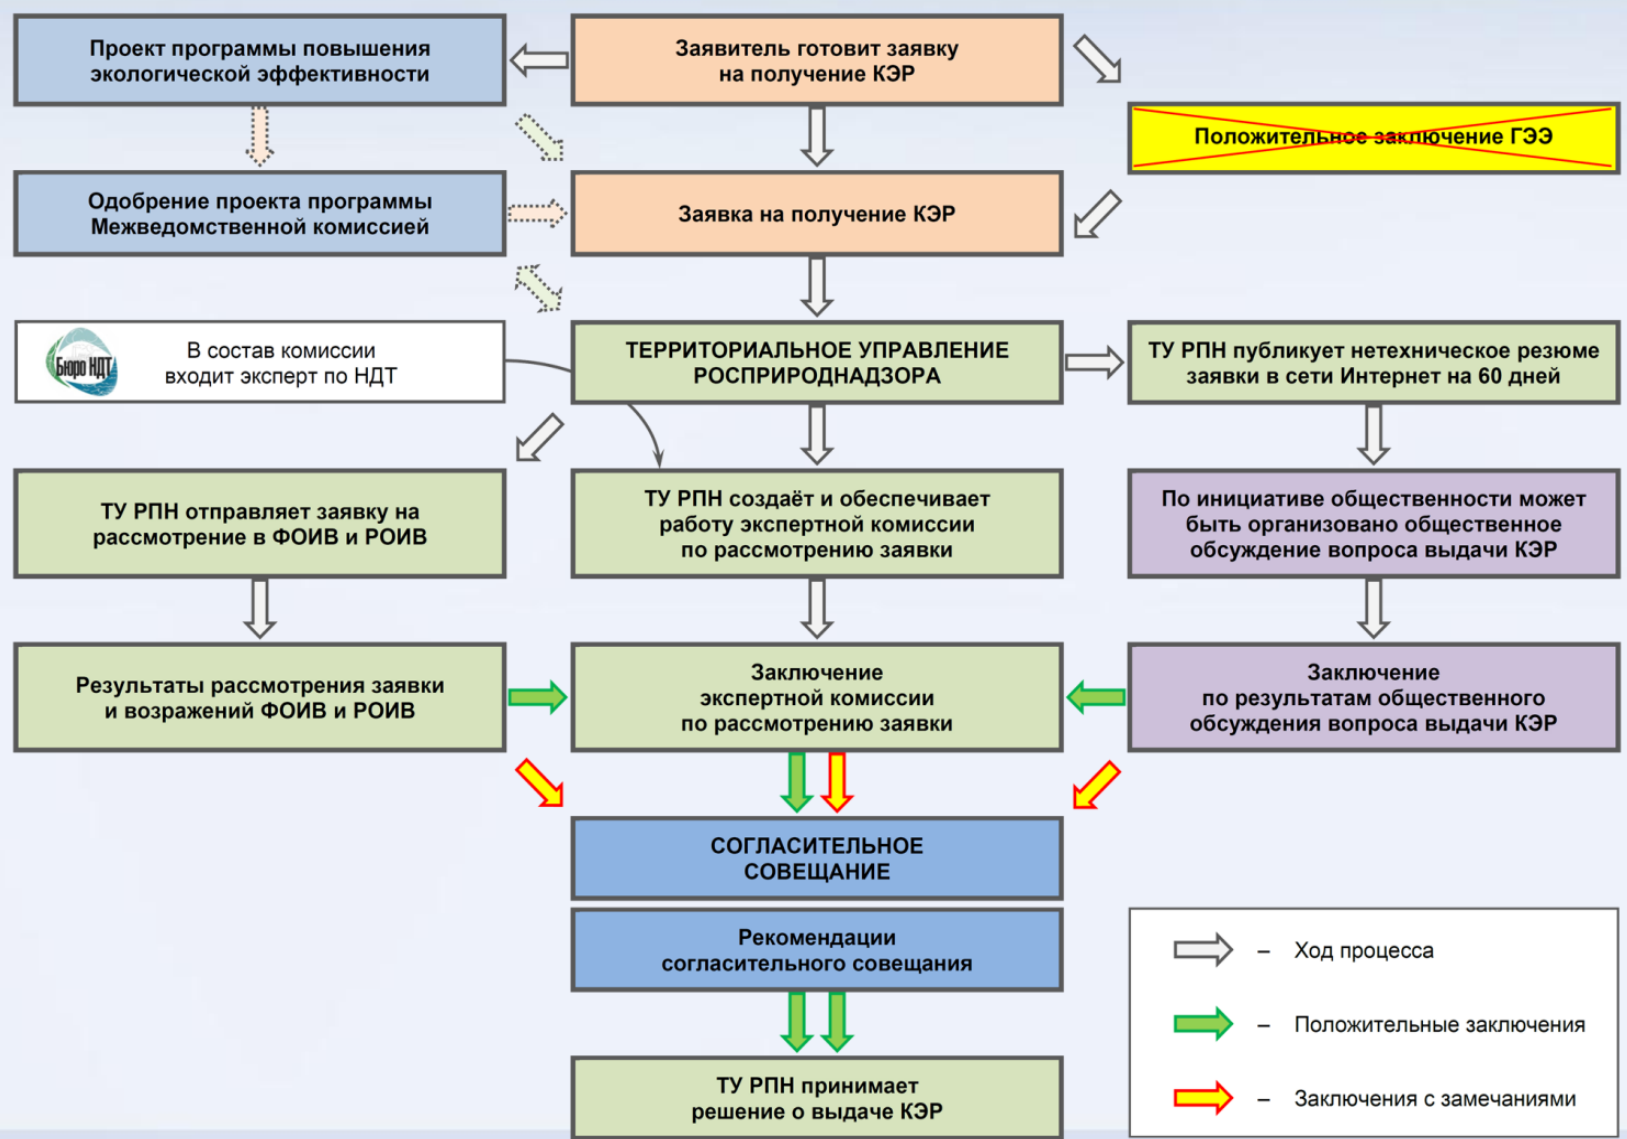 Проект программы повышения
экологической эффективности
Заявитель готовит заявку
на получение КЭР
Положительное заключение ГЭЭ
Одобрение проекта программы
Межведомственной комиссией
Заявка на получение КЭР
Бюро НДТ
В состав комиссии
входит эксперт по НДТ
ТЕРРИТОРИАЛЬНОЕ УПРАВЛЕНИЕ
РОСПРИРОДНАДЗОРА
ТУ РПН публикует нетехническое резюме
заявки в сети Интернет на 60 дней
ТУ РПН отправляет заявку на
рассмотрение в ФОИВ и РОИВ
ТУ РПН создаёт и обеспечивает
работу экспертной комиссии
по рассмотрению заявки
По инициативе общественности может
быть организовано общественное
обсуждение вопроса выдачи КЭР
Результаты рассмотрения заявки
и возражений ФОИВ и РОИВ
Заключение
экспертной комиссии
по рассмотрению заявки
Заключение
по результатам общественного
обсуждения вопроса выдачи КЭР
СОГЛАСИТЕЛЬНОЕ
СОВЕЩАНИЕ
Рекомендации
согласительного совещания
ТУ РПН принимает
решение о выдаче КЭР
– Ход процесса
– Положительные заключения
– Заключения с замечаниями